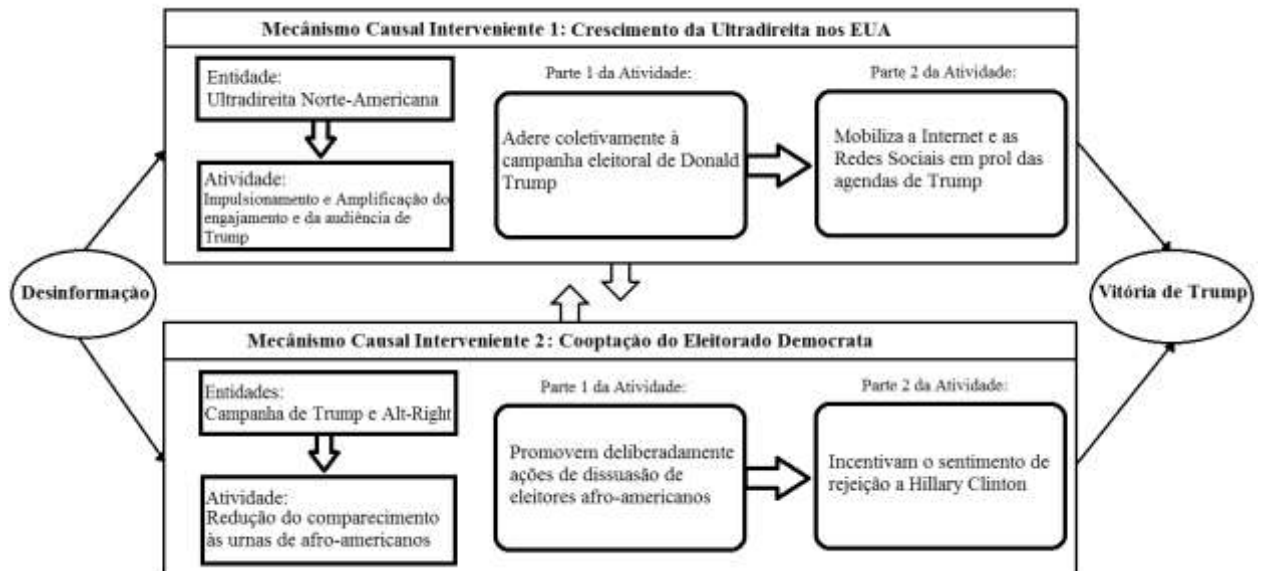 Mecânismo Causal Interveniente 1: Crescimento da Ultradireita nos EUA
Entidade:
Ultradireita Norte-Americana
Atividade:
Impulsionamento e Amplificação do
engajamento e da audiência de
Trump
Parte 1 da Atividade:
Adere coletivamente à
campanha eleitoral de Donald
Trump
Parte 2 da Atividade:
Mobiliza a Internet e as
Redes Sociais em prol das
agendas de Trump
Desinformação
Vitória de Trump
Mecânismo Causal Interveniente 2: Cooptação do Eleitorado Democrata
Entidades:
Campanha de Trump e Alt-Right
Atividade:
Redução do comparecimento
às urnas de afro-americanos
Parte 1 da Atividade:
Promovem deliberadamente
ações de dissuasão de
eleitores afro-americanos
Parte 2 da Atividade:
Incentivam o sentimento de
rejeição a Hillary Clinton